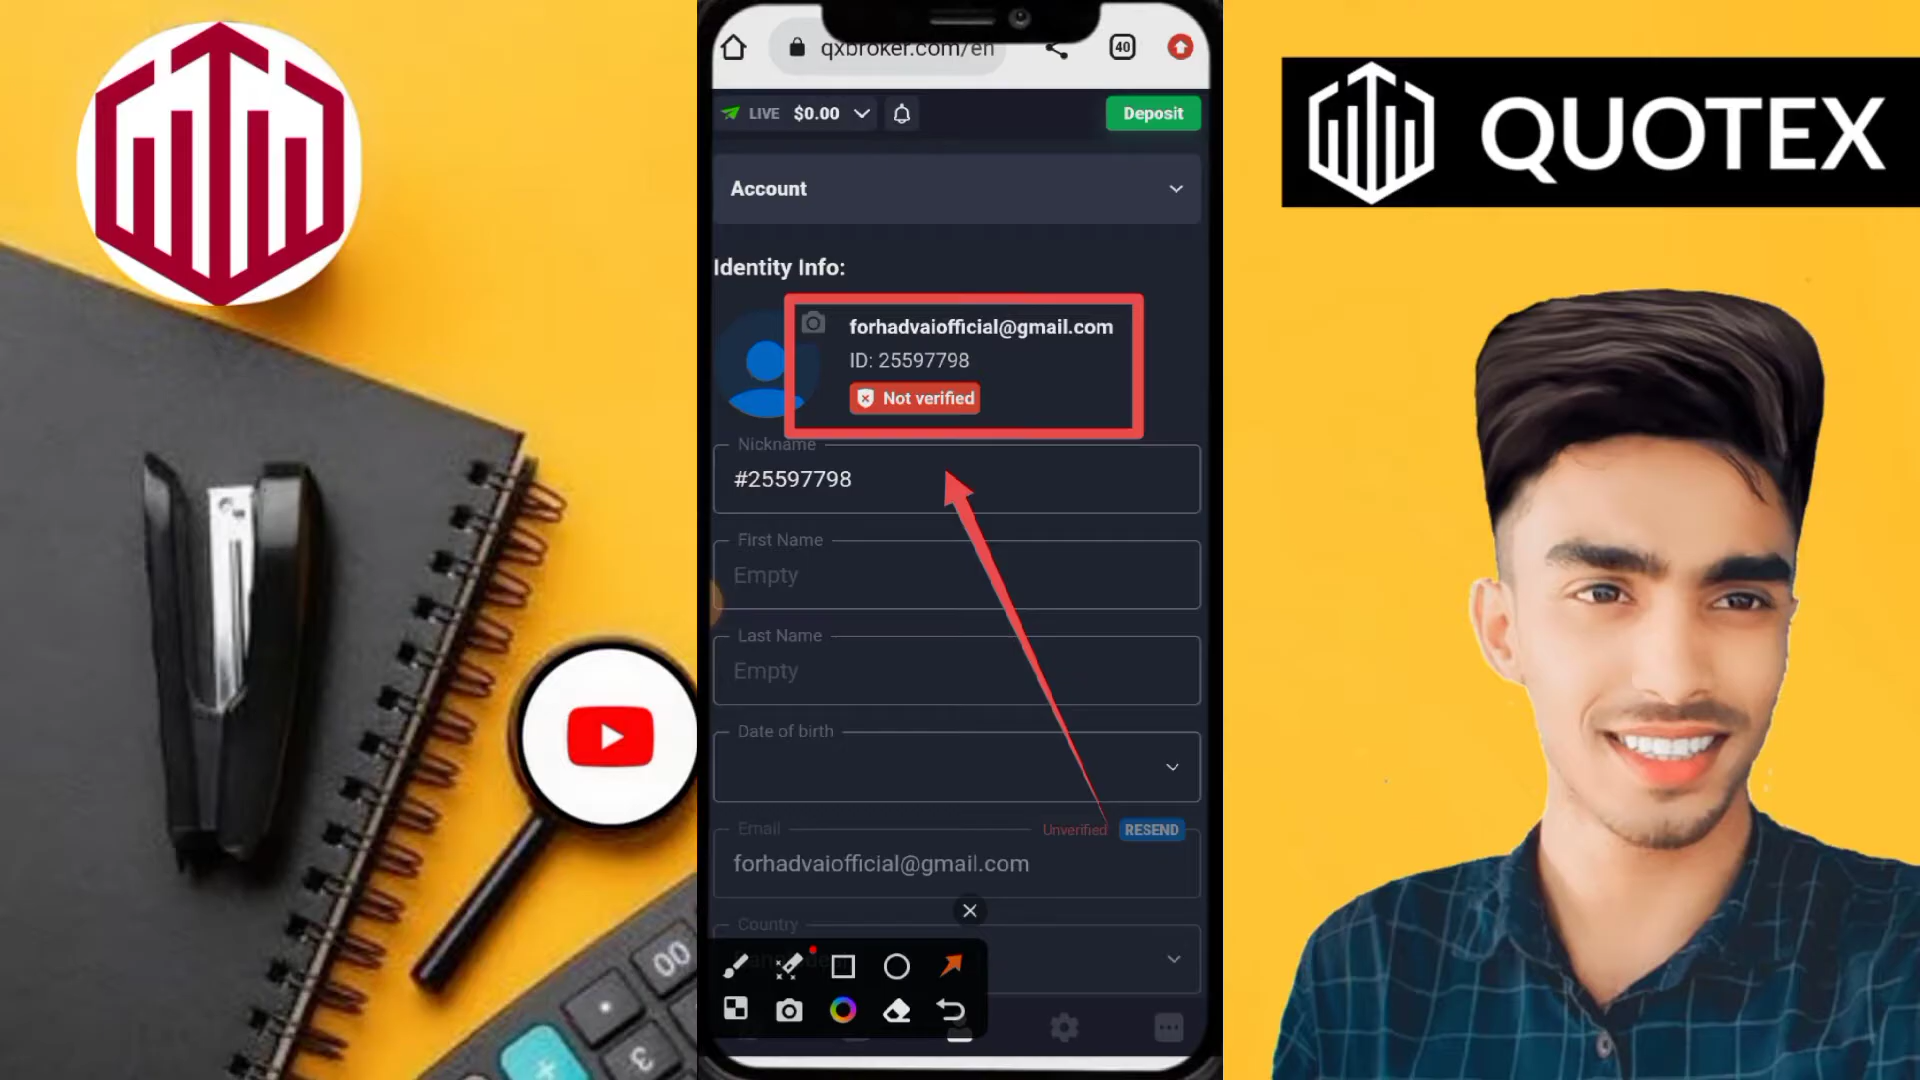 qxbroker.com/en
40
LIVE $0.00
Deposit
Account
Identity Info:
forhadvaiofficial@gmail.com
ID: 25597798
Not verified
Nickname
#25597798
First Name
Empty
Last Name
Empty
Date of birth
Email
Unverified RESEND
forhadvaiofficial@gmail.com
Country
QUOTEX
00